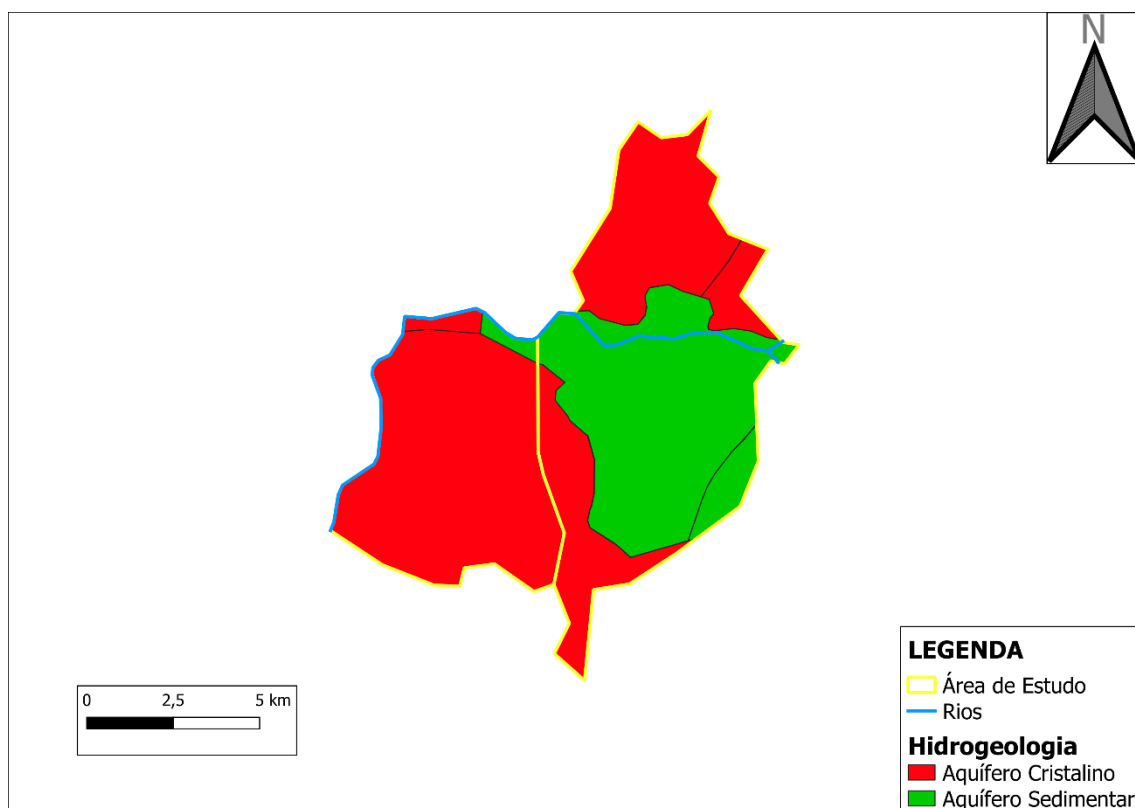 N
0 2,5 5 km
LEGENDA
Área de Estudo
Rios
Hidrogeologia
Aquífero Cristalino
Aquífero Sedimentar